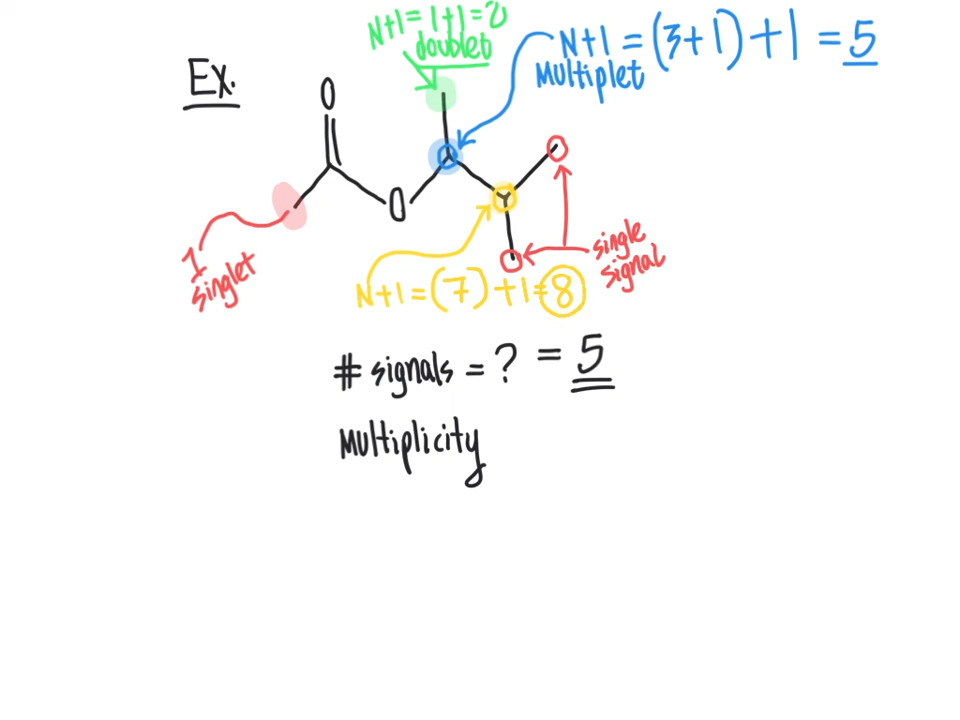 N+1 = 1+1 = 2
doublet
N+1 = (3+1)+1 = 5
Multiplet
Ex.
O
O
1
singlet
single
signal
N+1 = (7)+1 = 8
# signals = ? = 5
Multiplicity